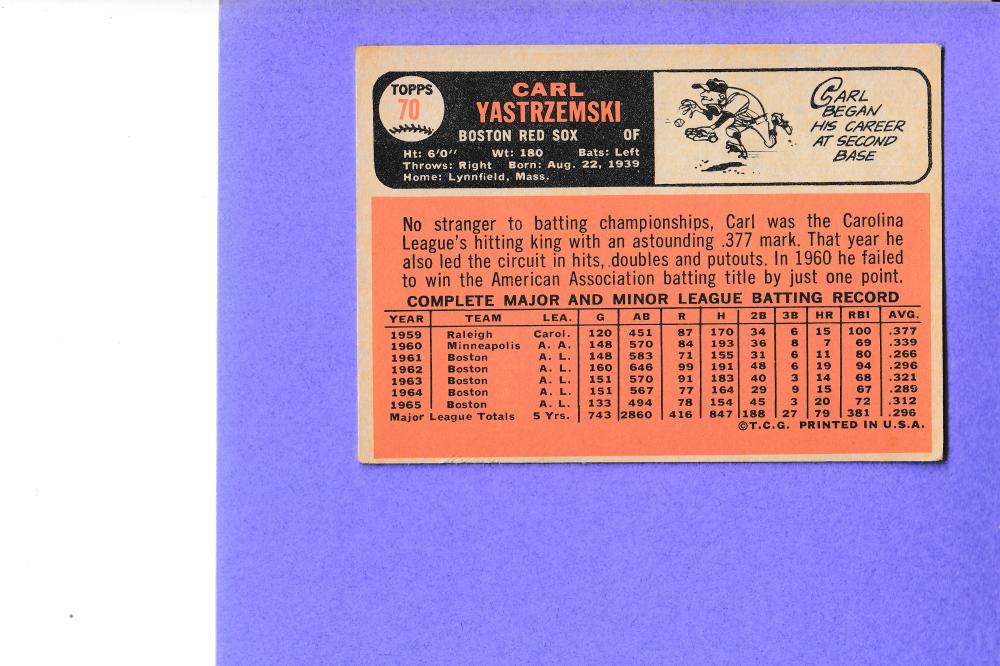 TOPPS
70
CARL
YASTRZEMSKI
BOSTON RED SOX OF
Ht: 6'0" Wt: 180 Bats: Left
Throws: Right Born: Aug. 22, 1939
Home: Lynnfield, Mass.
CARL
BEGAN
HIS CAREER
AT SECOND
BASE
No stranger to batting championships, Carl was the Carolina
League's hitting king with an astounding .377 mark. That year he
also led the circuit in hits, doubles and putouts. In 1960 he failed
to win the American Association batting title by just one point.
COMPLETE MAJOR AND MINOR LEAGUE BATTING RECORD
YEAR TEAM LEA. G AB R H 2B 3B HR RBI AVG.
1959 Raleigh Carol. 120 451 87 170 34 6 15 100 .377
1960 Minneapolis A. A. 148 570 84 193 36 8 7 69 .339
1961 Boston A. L. 148 583 71 155 31 6 11 80 .266
1962 Boston A. L. 160 646 99 191 48 6 19 94 .296
1963 Boston A. L. 151 570 91 183 40 3 14 68 .321
1964 Boston A. L. 151 567 77 164 29 9 15 67 .289
1965 Boston A. L. 133 494 78 154 45 3 20 72 .312
Major League Totals 5 Yrs. 743 2860 416 847 188 27 79 381 .296
©T.C.G. PRINTED IN U.S.A.